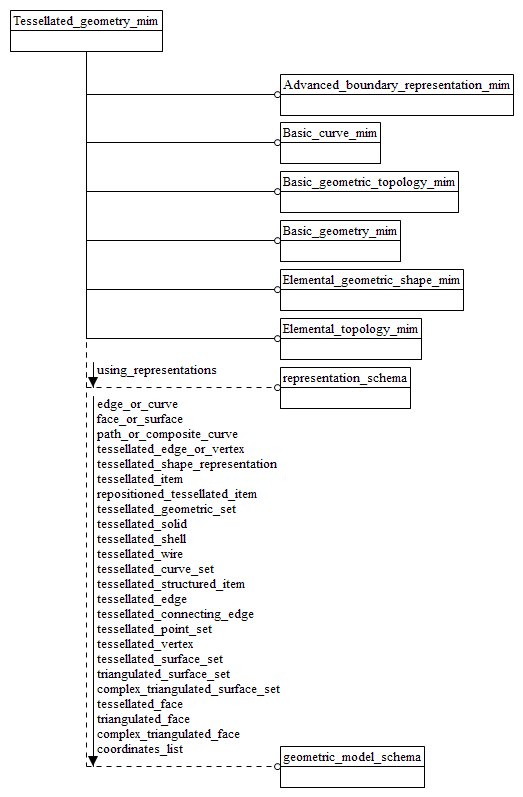 Tessellated_geometry_mim
Advanced_boundary_representation_mim
Basic_curve_mim
Basic_geometric_topology_mim
Basic_geometry_mim
Elemental_geometric_shape_mim
Elemental_topology_mim
using_representations
representation_schema
edge_or_curve
face_or_surface
path_or_composite_curve
tessellated_edge_or_vertex
tessellated_shape_representation
tessellated_item
repositioned_tessellated_item
tessellated_geometric_set
tessellated_solid
tessellated_shell
tessellated_wire
tessellated_curve_set
tessellated_structured_item
tessellated_edge
tessellated_connecting_edge
tessellated_point_set
tessellated_vertex
tessellated_surface_set
triangulated_surface_set
complex_triangulated_surface_set
tessellated_face
triangulated_face
complex_triangulated_face
coordinates_list
geometric_model_schema